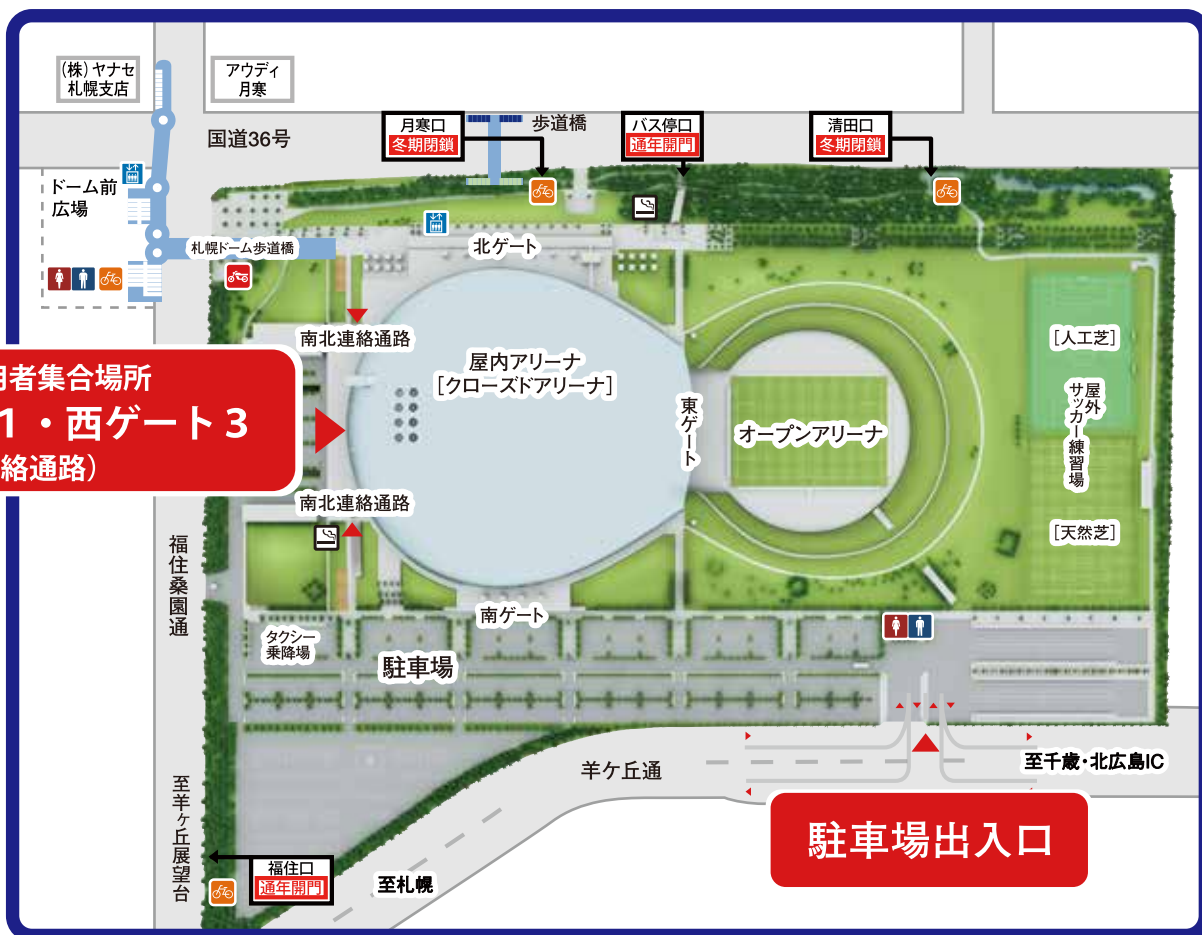 (株)ヤナセ
札幌支店
アウディ
月寒
国道36号
月寒口
冬期閉鎖
歩道橋
バス停口
通年開門
清田口
冬期閉鎖
ドーム前
広場
札幌ドーム歩道橋
北ゲート
南北連絡通路
屋内アリーナ
[クローズドアリーナ]
東ゲート
オープンアリーナ
[人工芝]
屋外
サッカー練習場
[天然芝]
用者集合場所
1・西ゲート3
絡通路)
南北連絡通路
福住桑園通
南ゲート
タクシー
乗降場
駐車場
羊ケ丘通
至千歳・北広島IC
駐車場出入口
至羊ヶ丘展望台
福住口
通年開門
至札幌